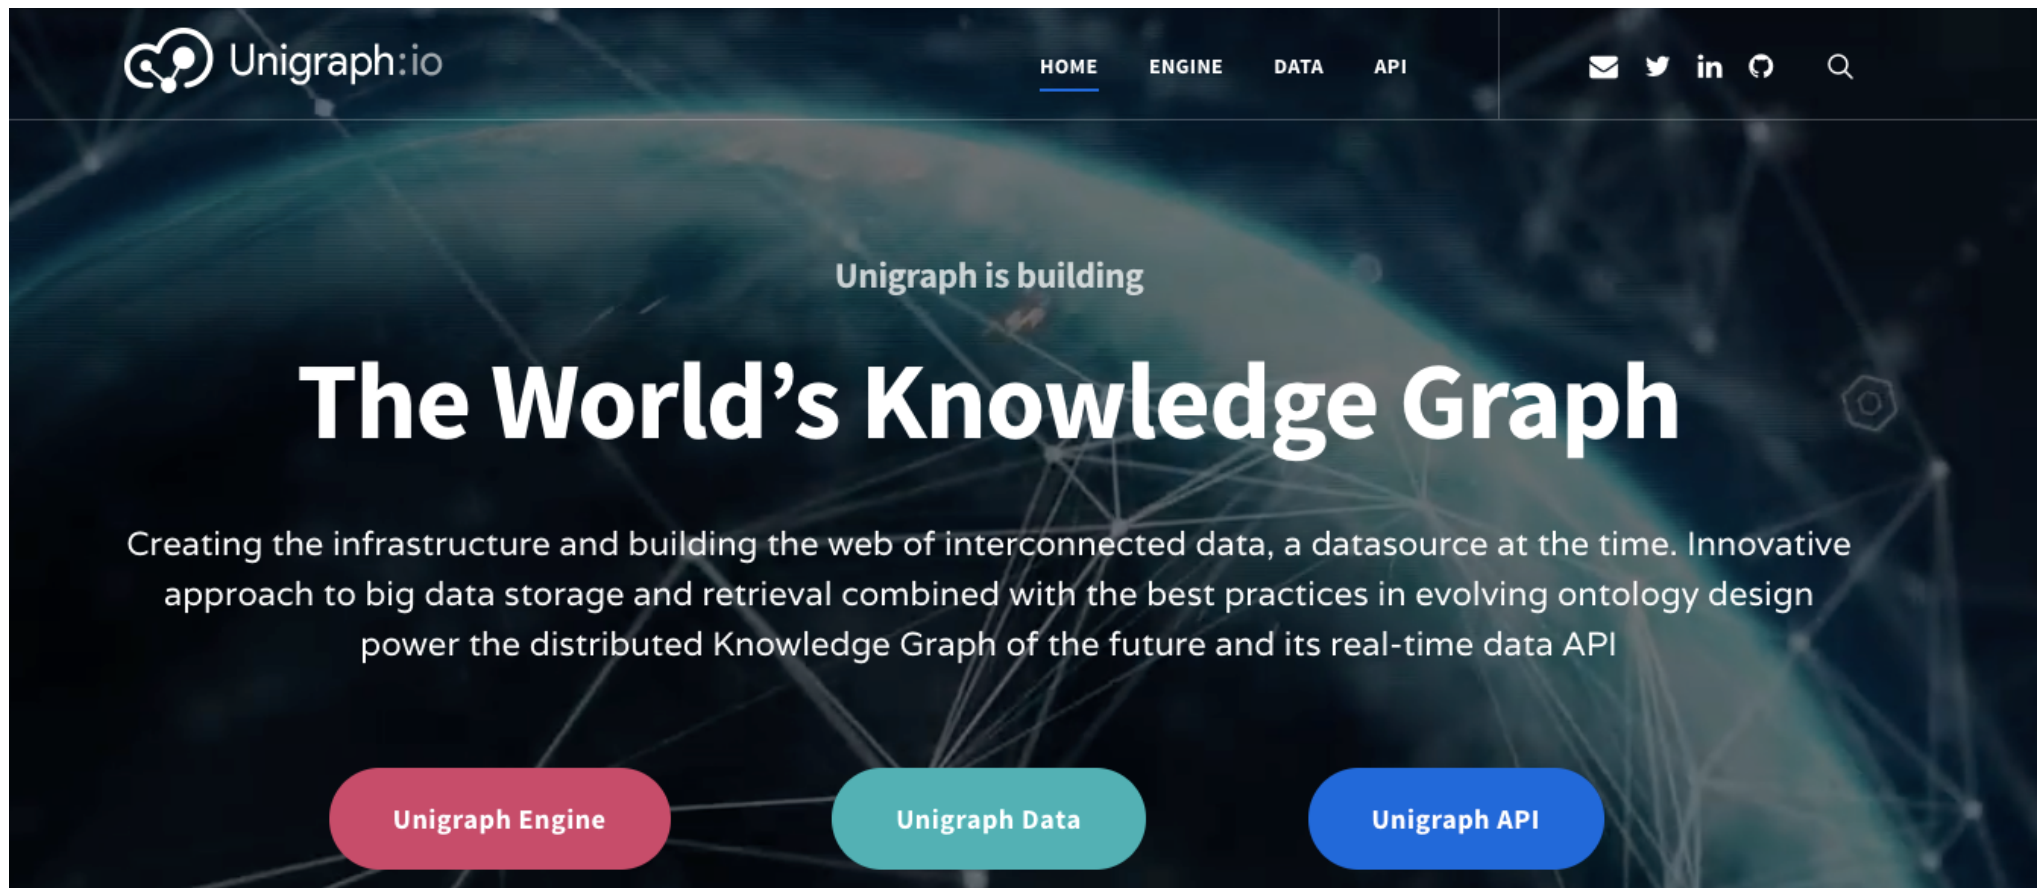 Unigraph:io
HOME ENGINE DATA API
Unigraph is building
The World's Knowledge Graph
Creating the infrastructure and building the web of interconnected data, a datasource at the time. Innovative
approach to big data storage and retrieval combined with the best practices in evolving ontology design
power the distributed Knowledge Graph of the future and its real-time data API
Unigraph Engine
Unigraph Data
Unigraph API